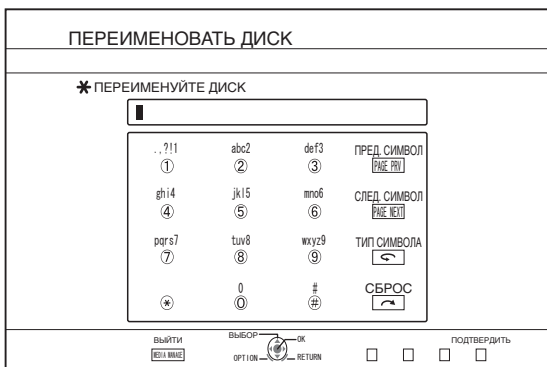 ПЕРЕИМЕНОВАТЬ ДИСК
✱ ПЕРЕИМЕНУЙТЕ ДИСК
.,?!1 abc2 def3 ПРЕД. СИМВОЛ
① ② ③ PAGE PRV
ghi4 jkl5 mno6 СЛЕД. СИМВОЛ
④ ⑤ ⑥ PAGE NEXT
pqrs7 tuv8 wxyz9 ТИП СИМВОЛА
⑦ ⑧ ⑨
0 # СБРОС
✱ 0 #
ВЫЙТИ ВЫБОР OK ПОДТВЕРДИТЬ
MEDIA MANAGE OPTION RETURN